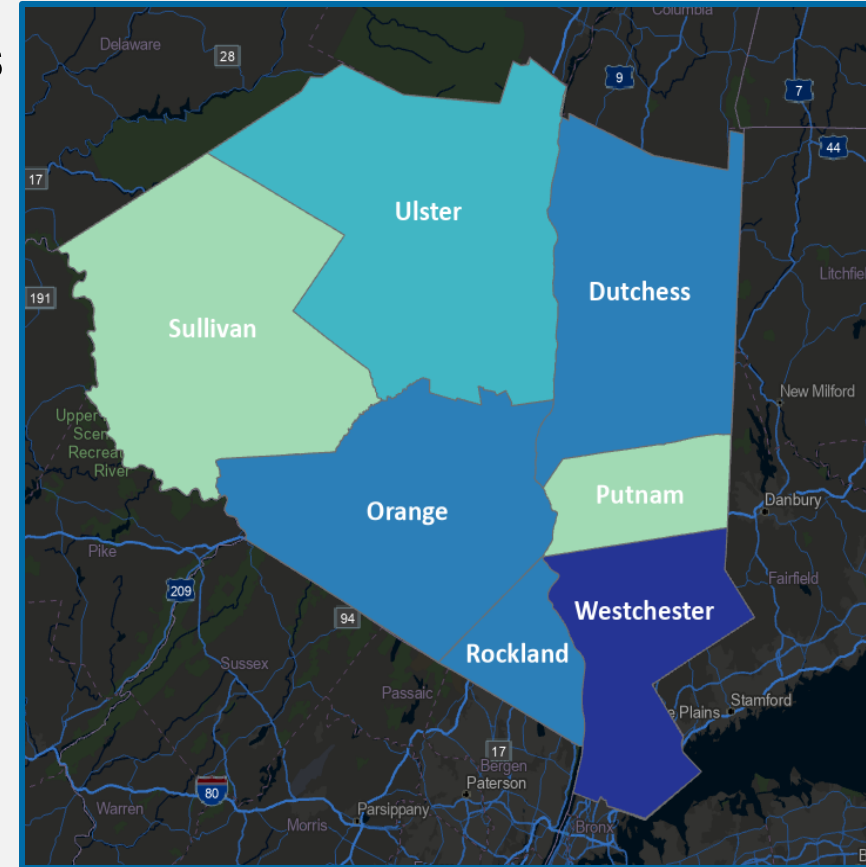 s
Columbia
Delaware
28
9
7
44
17
Ulster
Litchfie
Dutchess
191
Sullivan
New Milford
Upper
Scen
Recreat
River
Putnam
Danbury
Orange
Pike
Fairfield
209
Westchester
94
Rockland
Sussex
Passaic
e Plains
Stamford
17
Bergen
Paterson
80
Warren
Parsippany
Morris
Bronx
E